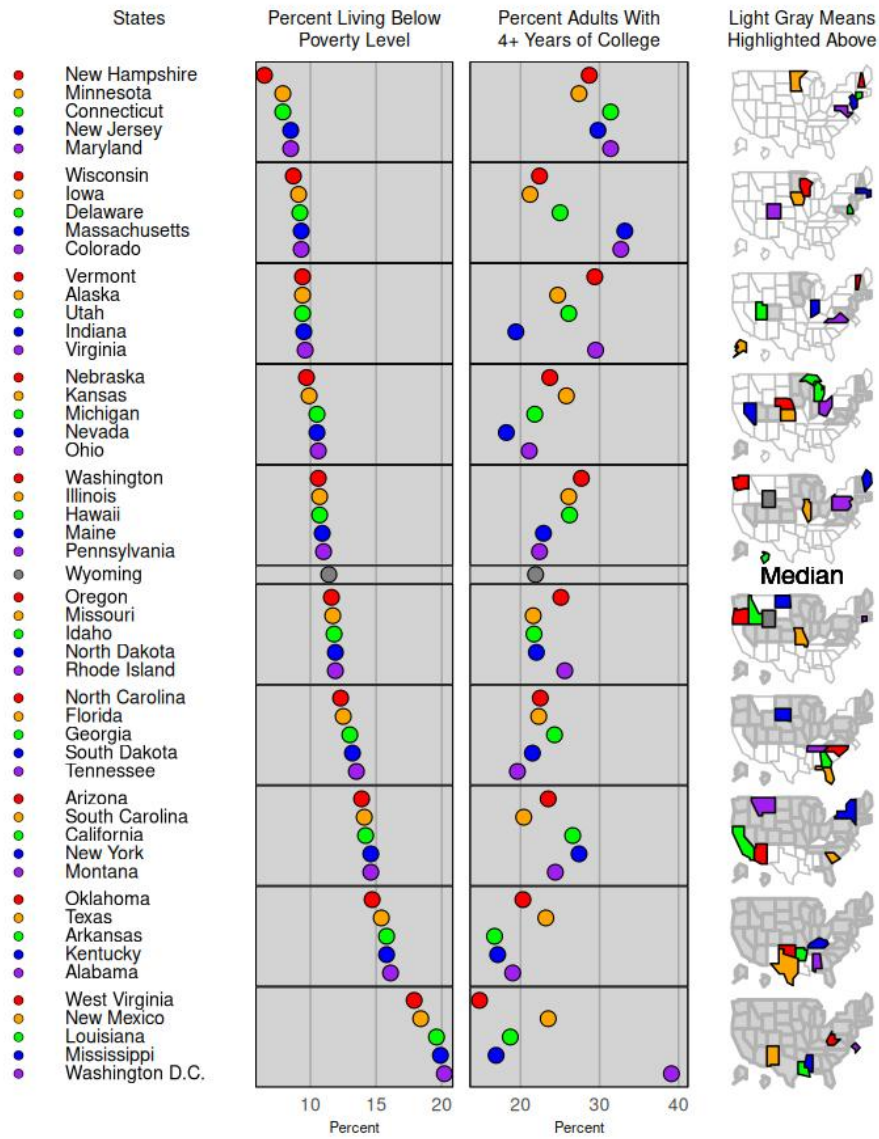 States
Percent Living Below
Poverty Level
Percent Adults With
4+ Years of College
Light Gray Means
Highlighted Above
New Hampshire
Minnesota
Connecticut
New Jersey
Maryland
Wisconsin
Iowa
Delaware
Massachusetts
Colorado
Vermont
Alaska
Utah
Indiana
Virginia
Nebraska
Kansas
Michigan
Nevada
Ohio
Washington
Illinois
Hawaii
Maine
Pennsylvania
Wyoming
Median
Oregon
Missouri
Idaho
North Dakota
Rhode Island
North Carolina
Florida
Georgia
South Dakota
Tennessee
Arizona
South Carolina
California
New York
Montana
Oklahoma
Texas
Arkansas
Kentucky
Alabama
West Virginia
New Mexico
Louisiana
Mississippi
Washington D.C.
10 15 20
Percent
20 30 40
Percent